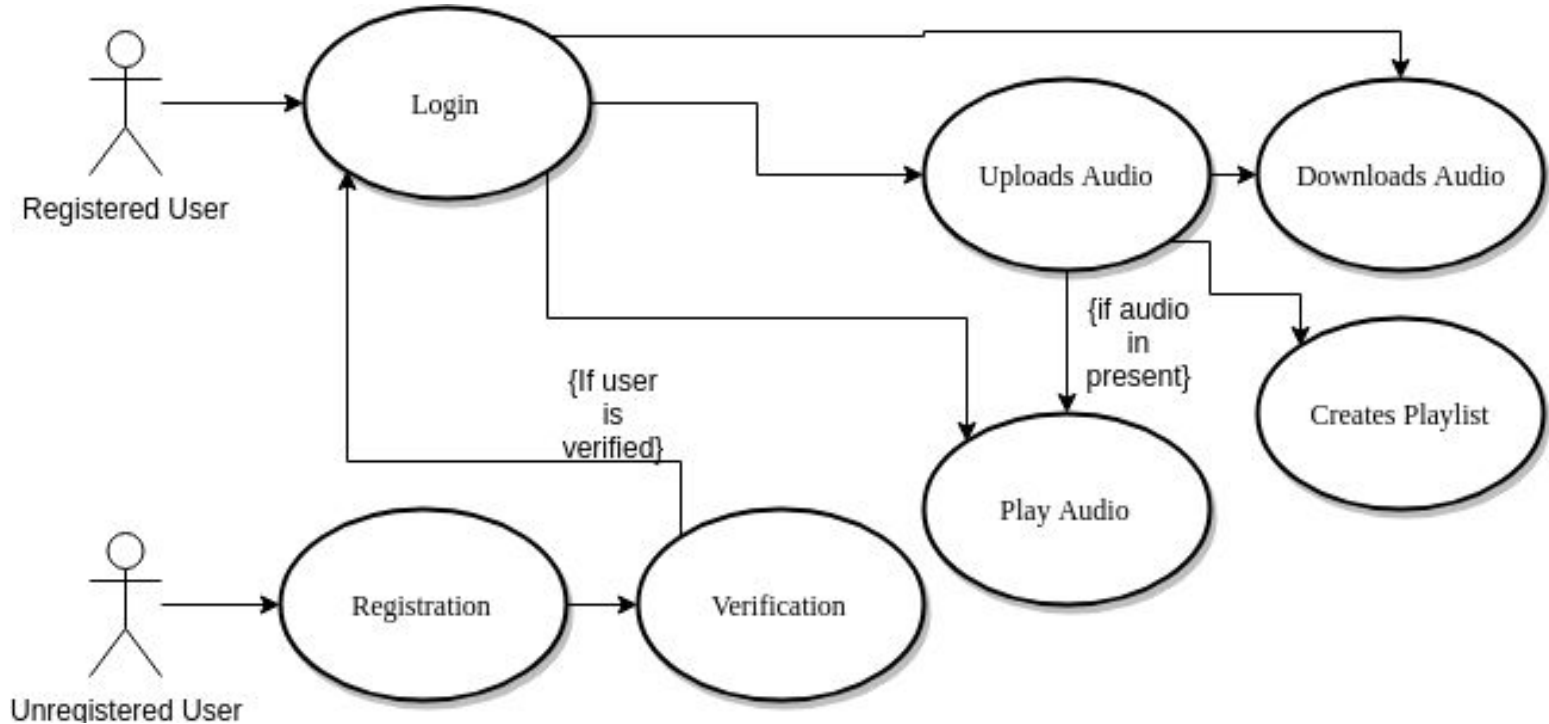 Login
Registered User
Uploads Audio
Downloads Audio
{if audio
in
present}
{If user
is
verified}
Creates Playlist
Play Audio
Registration
Verification
Unregistered User